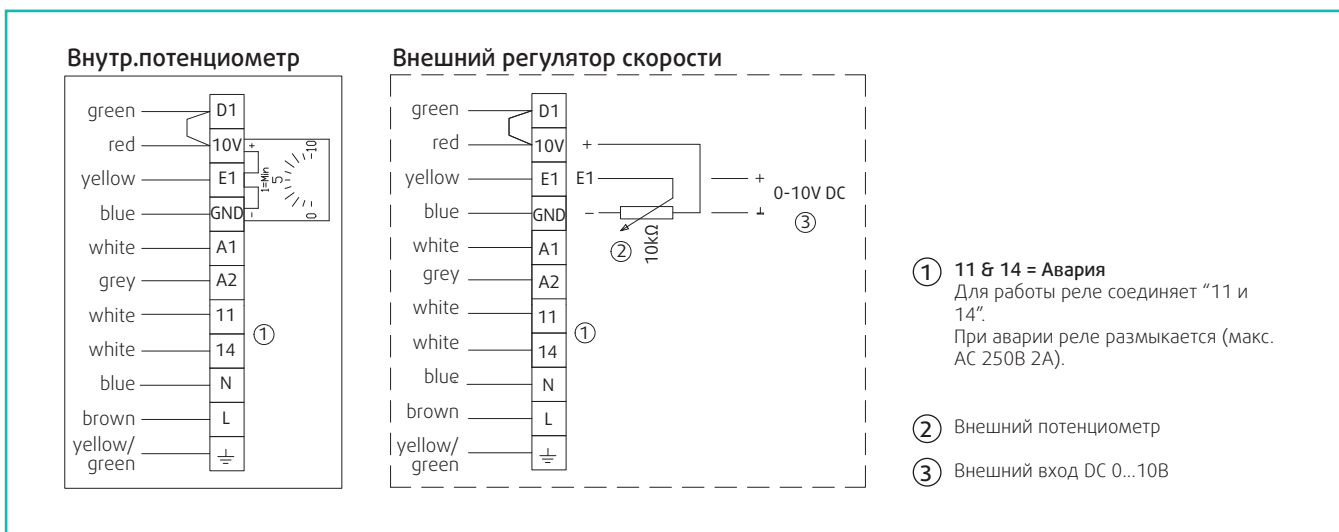 Внутр.потенциометр
green D1
red 10V + 10
yellow E1 1=Min 5
blue GND - 0
white A1
grey A2
white 11
①
white 14
blue N
brown L
yellow/
green
Внешний регулятор скорости
green D1
red 10V +
yellow E1 E1 +
0-10V DC
blue GND – ③
② 10kΩ
white A1
grey A2
white 11
①
white 14
blue N
brown L
yellow/
green
① 11 & 14 = Авария
Для работы реле соединяет “11 и
14”.
При аварии реле размыкается (макс.
AC 250В 2А).
② Внешний потенциометр
③ Внешний вход DC 0...10В